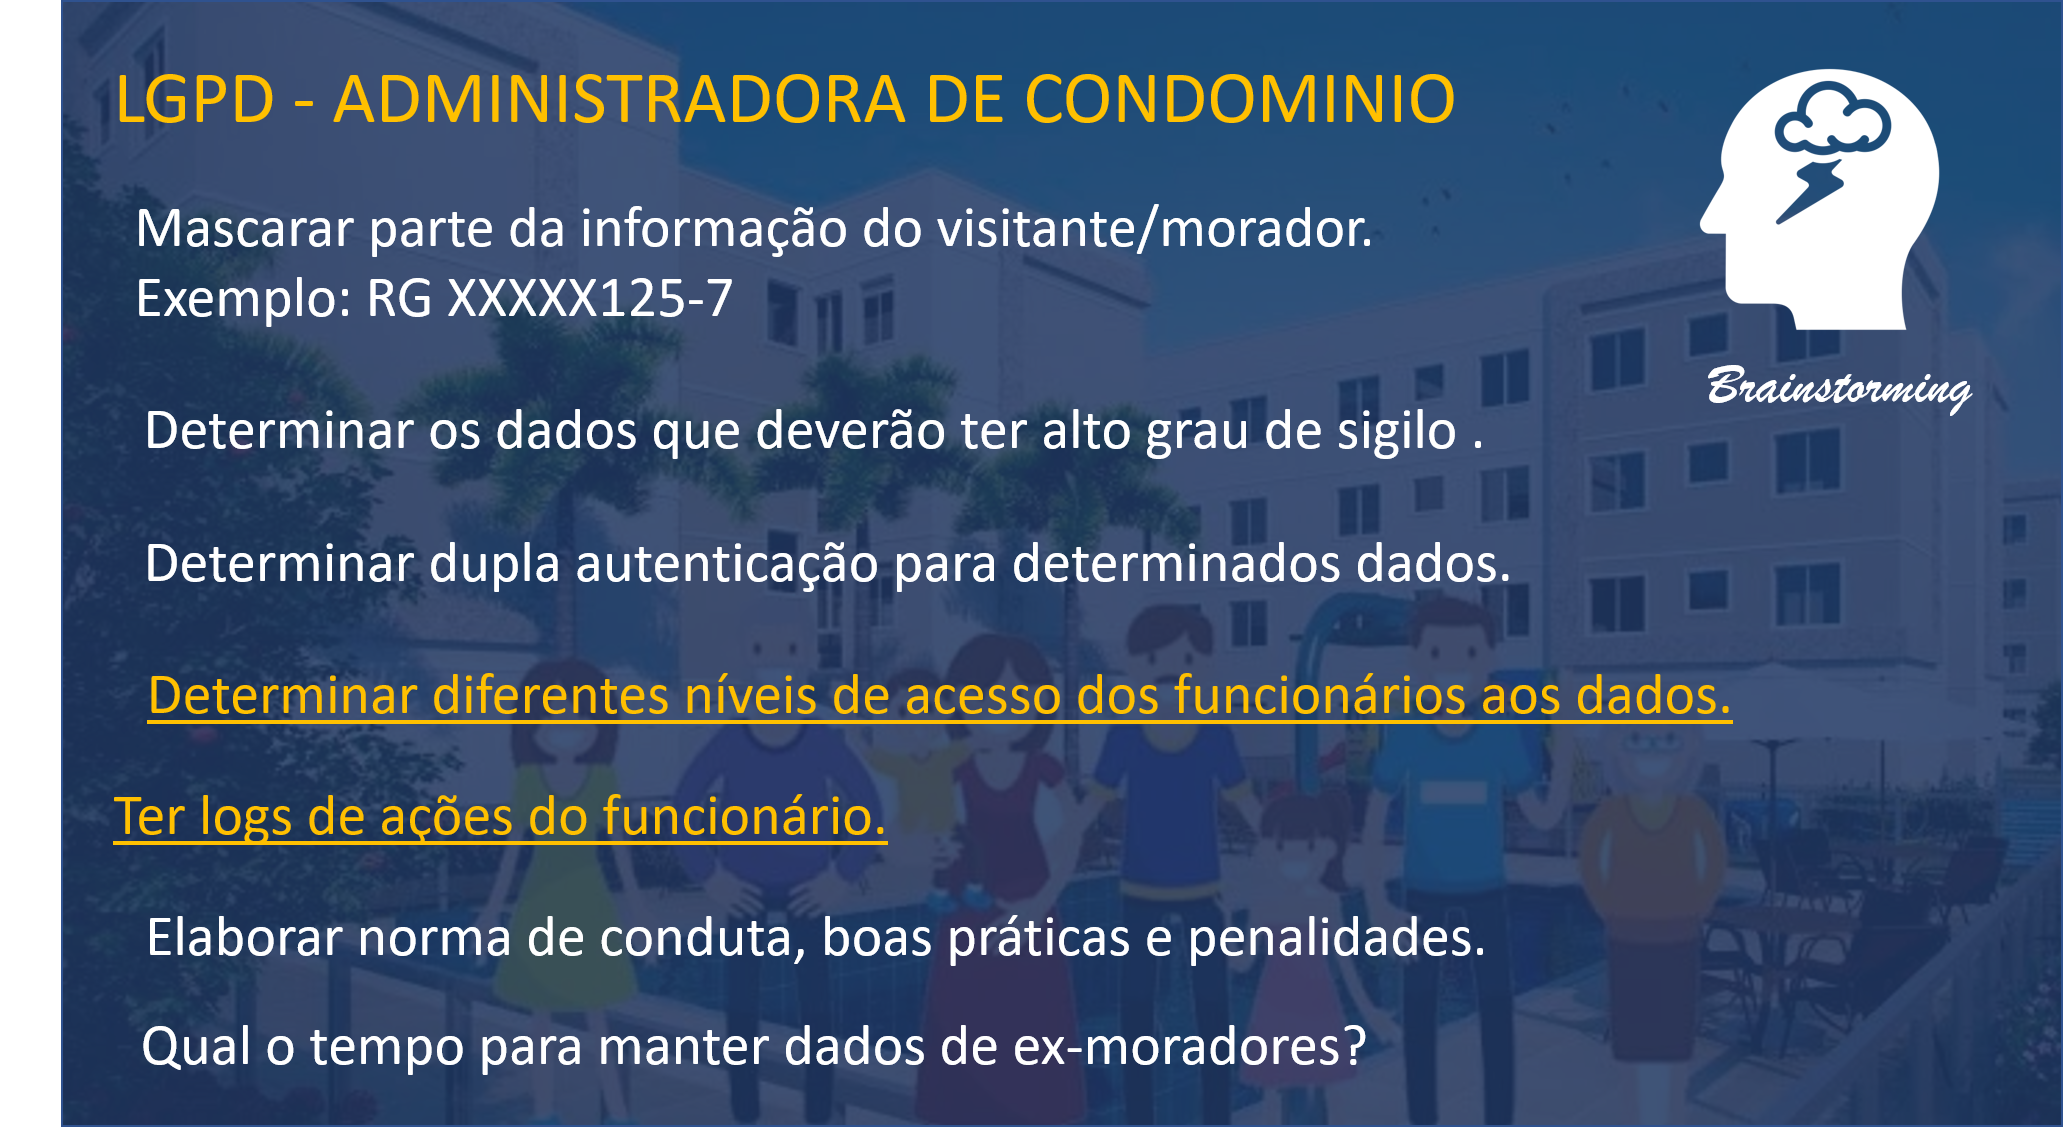 LGPD - ADMINISTRADORA DE CONDOMINIO
Mascarar parte da informação do visitante/morador.
Exemplo: RG XXXXX125-7
Brainstorming
Determinar os dados que deverão ter alto grau de sigilo .
Determinar dupla autenticação para determinados dados.
Determinar diferentes níveis de acesso dos funcionários aos dados.
Ter logs de ações do funcionário.
Elaborar norma de conduta, boas práticas e penalidades.
Qual o tempo para manter dados de ex-moradores?